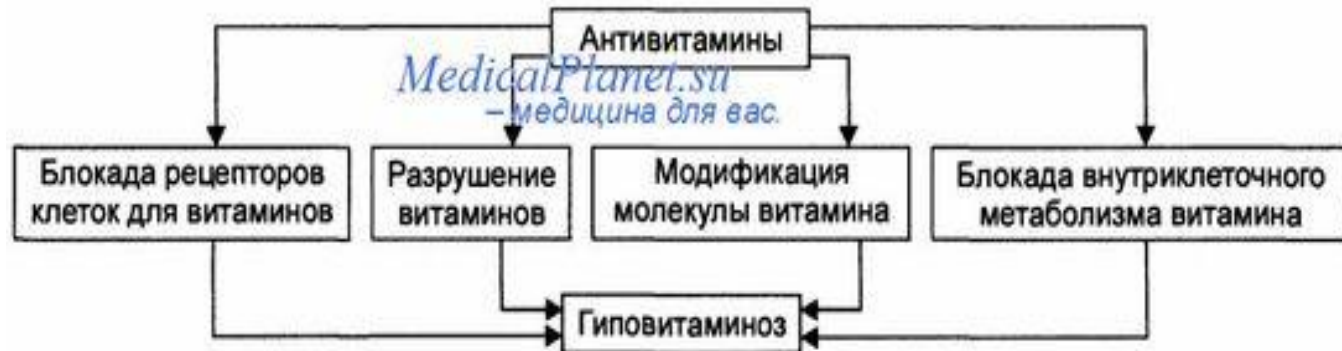 Антивитамины
MedicalPlanet.su
– медицина для вас.
Блокада рецепторов
клеток для витаминов
Разрушение
витаминов
Модификация
молекулы витамина
Блокада внутриклеточного
метаболизма витамина
Гиповитаминоз